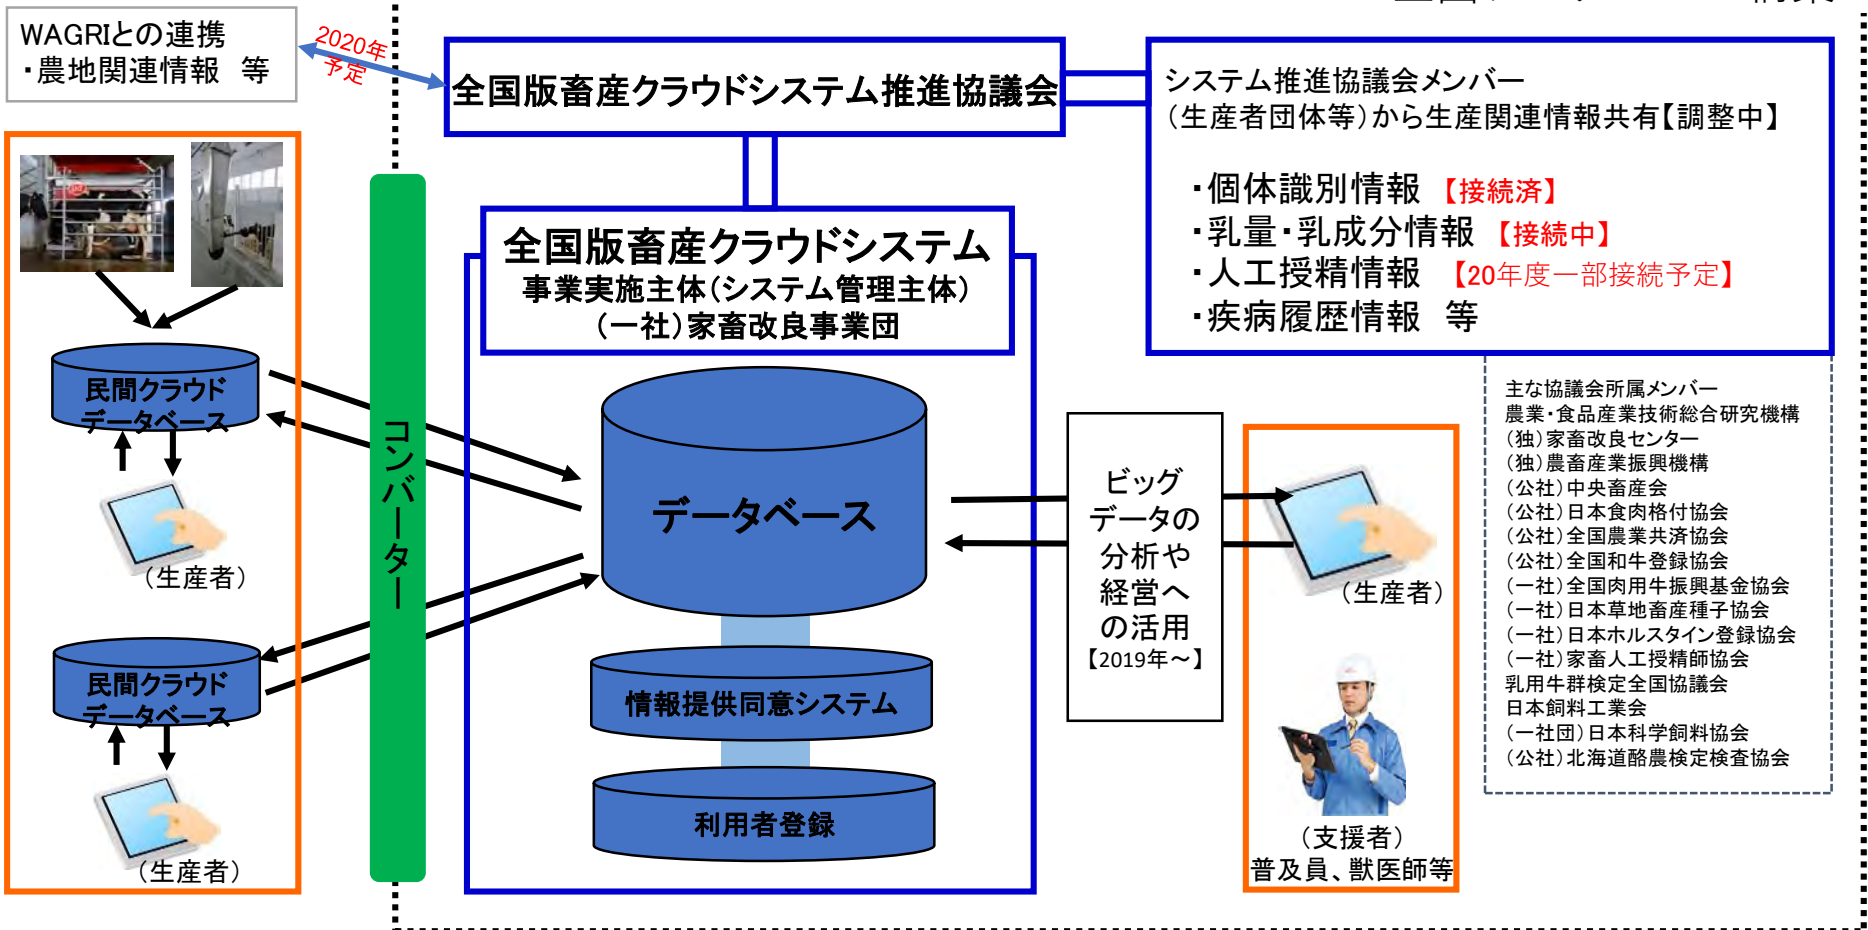 WAGRIとの連携
・農地関連情報　等
2020年
予定
全国版畜産クラウドシステム推進協議会
システム推進協議会メンバー
（生産者団体等）から生産関連情報共有【調整中】
・個体識別情報　【接続済】
・乳量・乳成分情報　【接続中】
・人工授精情報　【20年度一部接続予定】
・疾病履歴情報　等
全国版畜産クラウドシステム
事業実施主体（システム管理主体）
（一社）家畜改良事業団
民間クラウド
データベース
（生産者）
民間クラウド
データベース
（生産者）
コンバーター
データベース
情報提供同意システム
利用者登録
ビッグ
データの
分析や
経営へ
の活用
【2019年～】
（生産者）
（支援者）
普及員、獣医師等
主な協議会所属メンバー
農業・食品産業技術総合研究機構
（独）家畜改良センター
（独）農畜産業振興機構
（公社）中央畜産会
（公社）日本食肉格付協会
（公社）全国農業共済協会
（公社）全国和牛登録協会
（一社）全国肉用牛振興基金協会
（一社）日本草地畜産種子協会
（一社）日本ホルスタイン登録協会
（一社）家畜人工授精師協会
乳用牛群検定全国協議会
日本飼料工業会
（一社団）日本科学飼料協会
（公社）北海道酪農検定検査協会